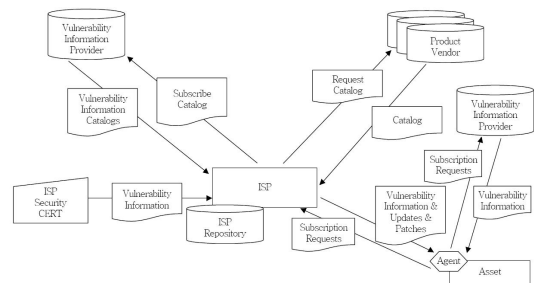 Vulnerability
Information
Provider
Product
Vendor
Subscribe
Catalog
Request
Catalog
Vulnerability
Information
Catalogs
Catalog
Vulnerability
Information
Provider
Subscription
Requests
ISP
Security
CERT
Vulnerability
Information
ISP
ISP
Repository
Subscription
Requests
Vulnerability
Information &
Updates &
Patches
Vulnerability
Information
Agent
Asset